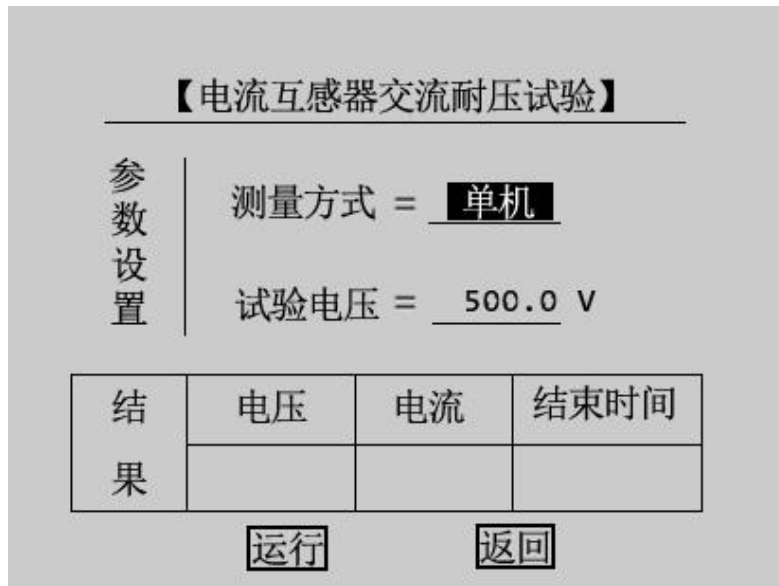 【电流互感器交流耐压试验】
参数设置
测量方式 = 单机
试验电压 = 500.0 V
结果
电压 电流 结束时间
运行 返回